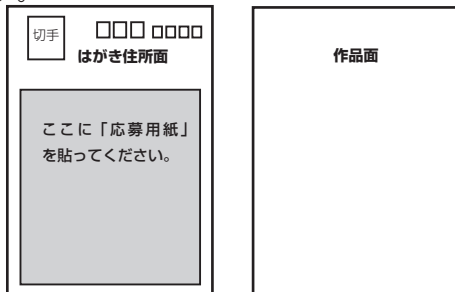 切手
はがき住所面
ここに「応募用紙」
を貼ってください。
作品面